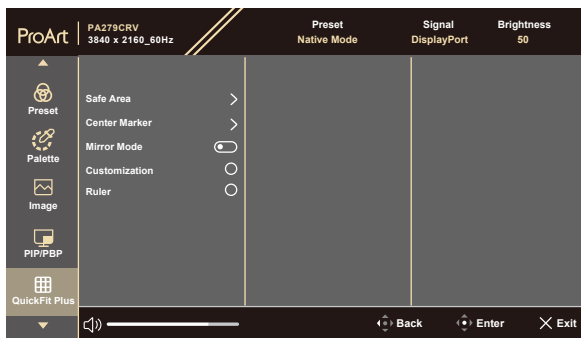 ProArt
PA279CRV
3840 x 2160_60Hz
Preset
Native Mode
Signal
DisplayPort
Brightness
50
Preset
Palette
Image
PIP/PBP
QuickFit Plus
Safe Area
Center Marker
Mirror Mode
Customization
Ruler
Back
Enter
Exit